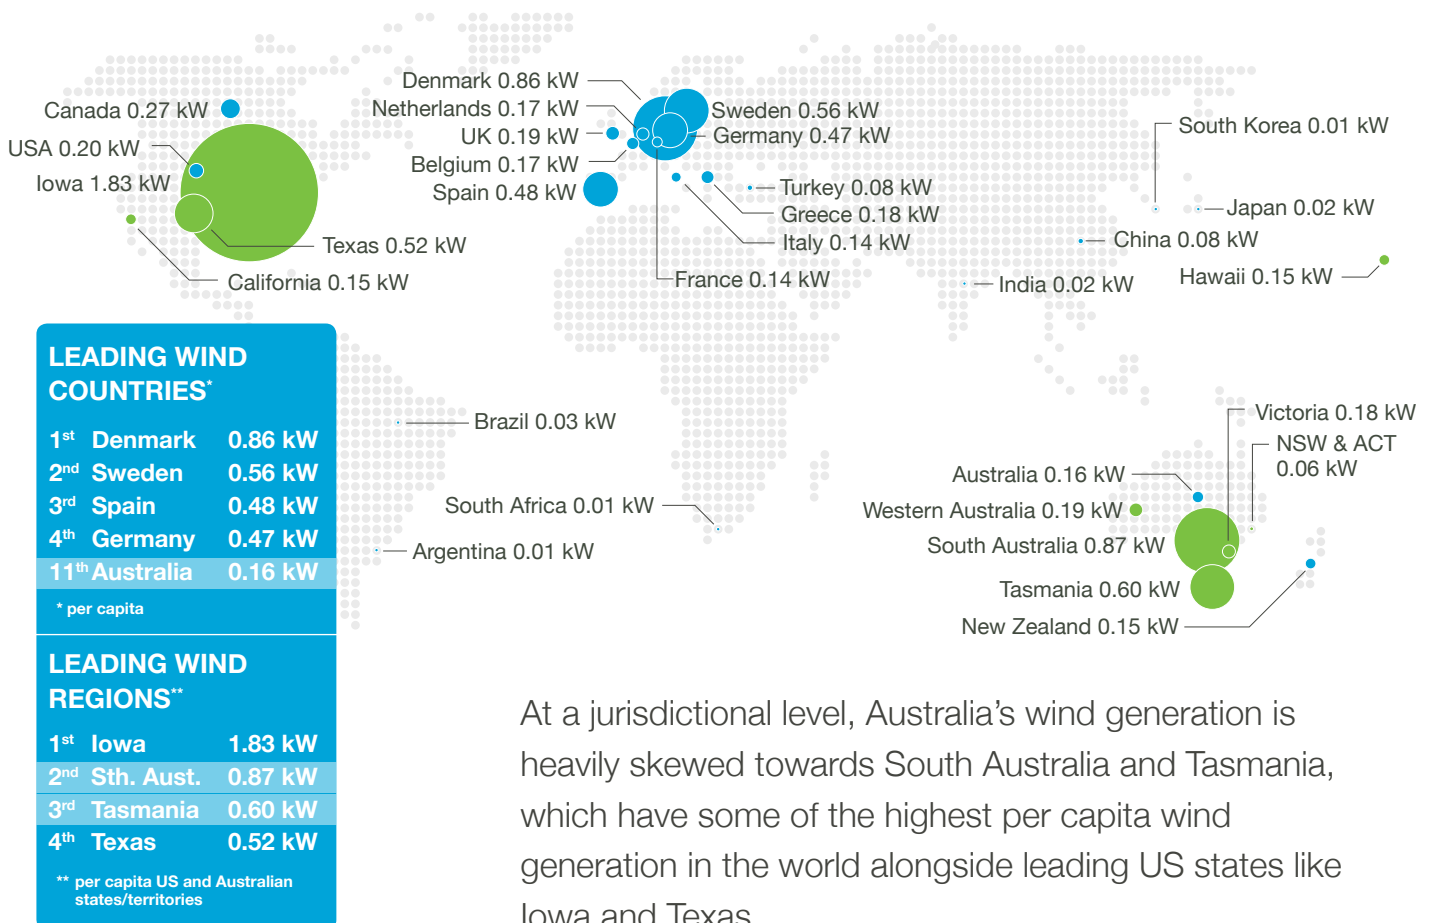 Denmark 0.86 kW
Netherlands 0.17 kW
UK 0.19 kW
Belgium 0.17 kW
Spain 0.48 kW
Sweden 0.56 kW
Germany 0.47 kW
Canada 0.27 kW
USA 0.20 kW
Iowa 1.83 kW
Texas 0.52 kW
California 0.15 kW
Turkey 0.08 kW
Greece 0.18 kW
Italy 0.14 kW
France 0.14 kW
South Korea 0.01 kW
Japan 0.02 kW
China 0.08 kW
Hawaii 0.15 kW
India 0.02 kW
Brazil 0.03 kW
South Africa 0.01 kW
Argentina 0.01 kW
Victoria 0.18 kW
NSW & ACT
0.06 kW
Australia 0.16 kW
Western Australia 0.19 kW
South Australia 0.87 kW
Tasmania 0.60 kW
New Zealand 0.15 kW
LEADING WIND
COUNTRIES*
1st Denmark 0.86 kW
2nd Sweden 0.56 kW
3rd Spain 0.48 kW
4th Germany 0.47 kW
11th Australia 0.16 kW
* per capita
LEADING WIND
REGIONS**
1st Iowa 1.83 kW
2nd Sth. Aust. 0.87 kW
3rd Tasmania 0.60 kW
4th Texas 0.52 kW
** per capita US and Australian
states/territories
At a jurisdictional level, Australia's wind generation is
heavily skewed towards South Australia and Tasmania,
which have some of the highest per capita wind
generation in the world alongside leading US states like
Iowa and Texas